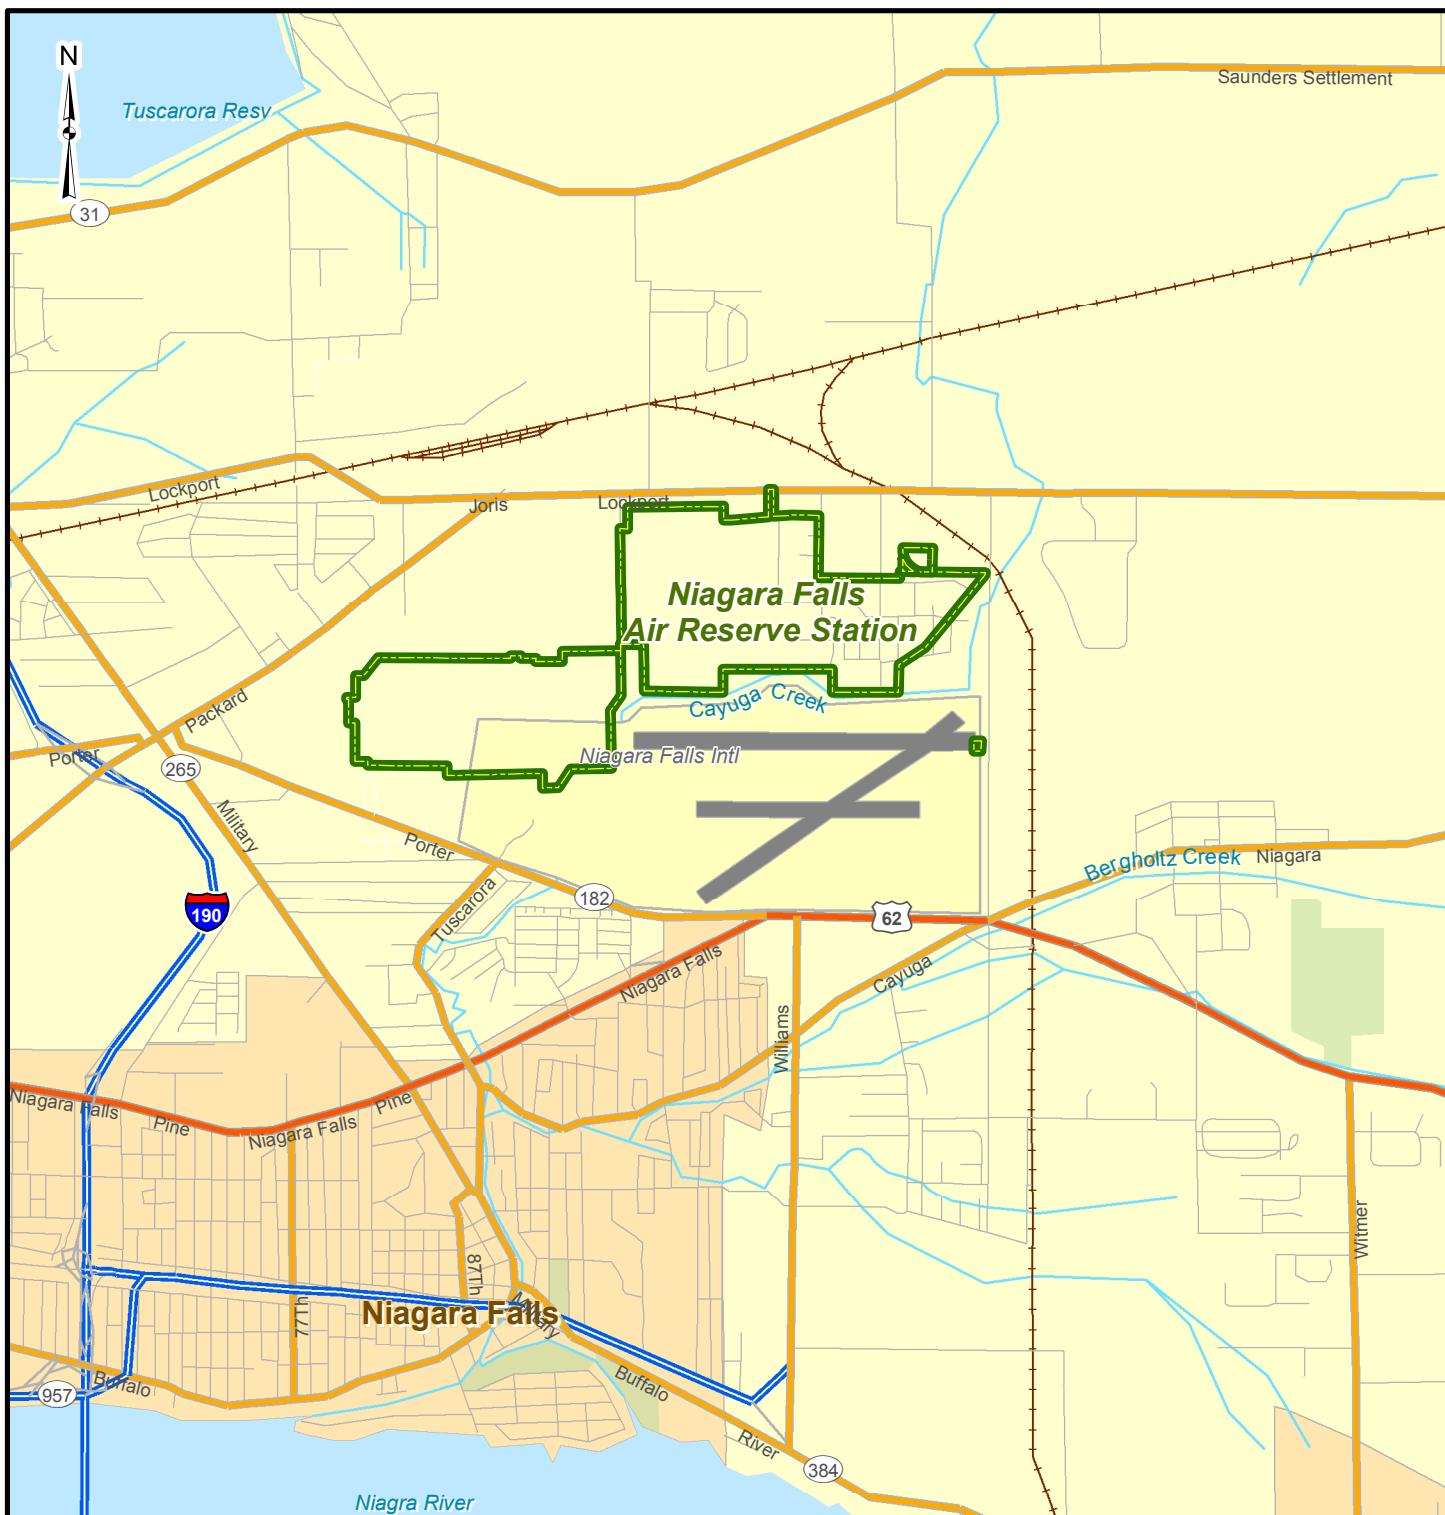 N
Saunders Settlement
Tuscarora Resv
31
Lockport
Joris
Lockport
Niagara Falls
Air Reserve Station
Cayuga Creek
Packard
Porter
Niagara Falls Intl
265
Military
Porter
Bergholtz Creek
Niagara
Tuscarora
182
62
190
Niagara Falls
Cayuga
Williams
Niagara Falls
Pine
Niagara Falls
Pine
Witmer
87Th
77Th
Niagara Falls
Military
Buffalo
957
Buffalo
River
384
Niagra River